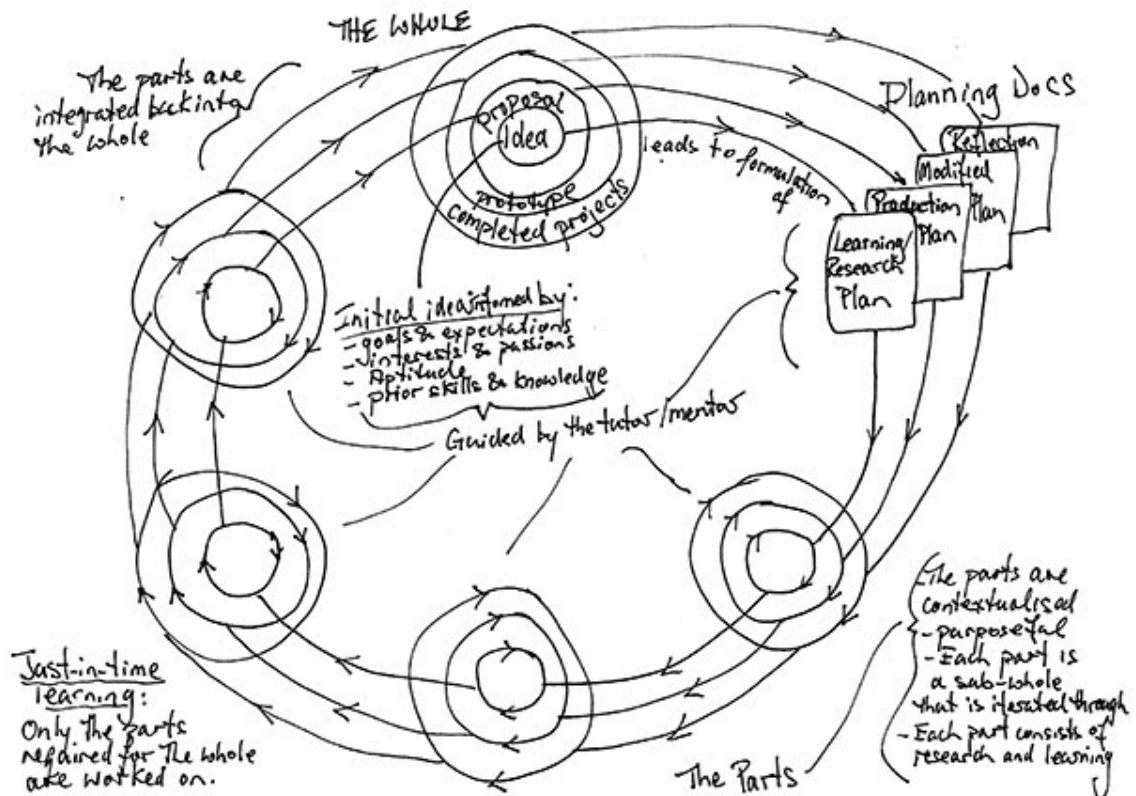 THE WHOLE
The parts are
integrated back into
the whole
proposal
Idea
prototype
completed projects
leads to formulation
of
Planning Docs
Reflection
Modified
Plan
Production
Plan
Learning/
Research
Plan
Initial idea informed by:
- goals & expectations
- interests & passions
- Aptitude
- prior skills & knowledge
Guided by the tutor/mentor
Just-in-time
learning:
Only the parts
required for the whole
are worked on.
The parts are
contextualised
- purposeful
- Each part is
a sub-whole
that is iterated through
- Each part consists of
research and learning
The Parts